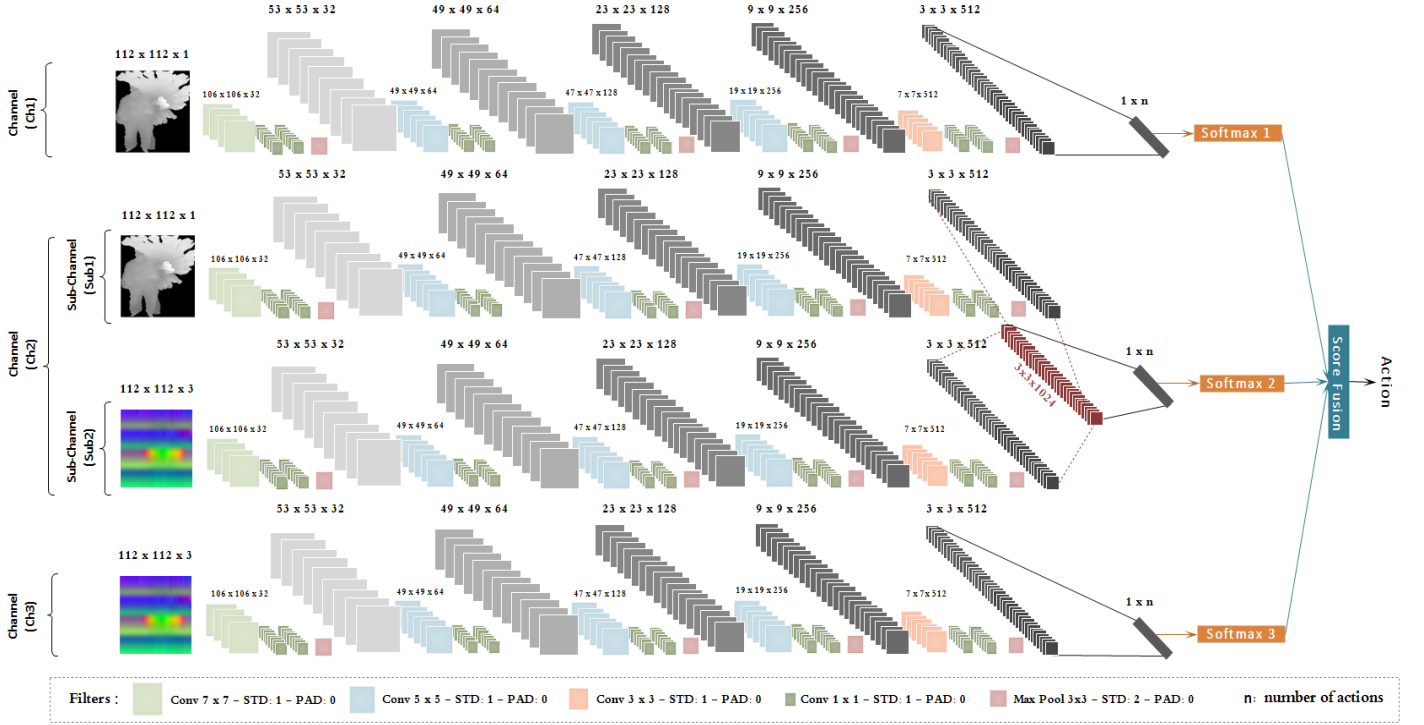 53 x 53 x 32
49 x 49 x 64
23 x 23 x 128
9 x 9 x 256
3 x 3 x 512
112 x 112 x 1
Channel
(Ch1)
106 x 106 x 32
49 x 49 x 64
47 x 47 x 128
19 x 19 x 256
7 x 7 x 512
1 x n
Softmax 1
53 x 53 x 32
49 x 49 x 64
23 x 23 x 128
9 x 9 x 256
3 x 3 x 512
112 x 112 x 1
Channel
(Ch2)
Sub-Channel
(Sub1)
106 x 106 x 32
49 x 49 x 64
47 x 47 x 128
19 x 19 x 256
7 x 7 x 512
53 x 53 x 32
49 x 49 x 64
23 x 23 x 128
9 x 9 x 256
3 x 3 x 512
3x3x1024
1 x n
Softmax 2
Score Fusion
Action
112 x 112 x 3
Sub-Channel
(Sub2)
106 x 106 x 32
49 x 49 x 64
47 x 47 x 128
19 x 19 x 256
7 x 7 x 512
53 x 53 x 32
49 x 49 x 64
23 x 23 x 128
9 x 9 x 256
3 x 3 x 512
112 x 112 x 3
Channel
(Ch3)
106 x 106 x 32
49 x 49 x 64
47 x 47 x 128
19 x 19 x 256
7 x 7 x 512
1 x n
Softmax 3
Filters :
Conv 7 x 7 – STD: 1 – PAD: 0
Conv 5 x 5 – STD: 1 – PAD: 0
Conv 3 x 3 – STD: 1 – PAD: 0
Conv 1 x 1 – STD: 1 – PAD: 0
Max Pool 3x3 – STD: 2 – PAD: 0
n: number of actions